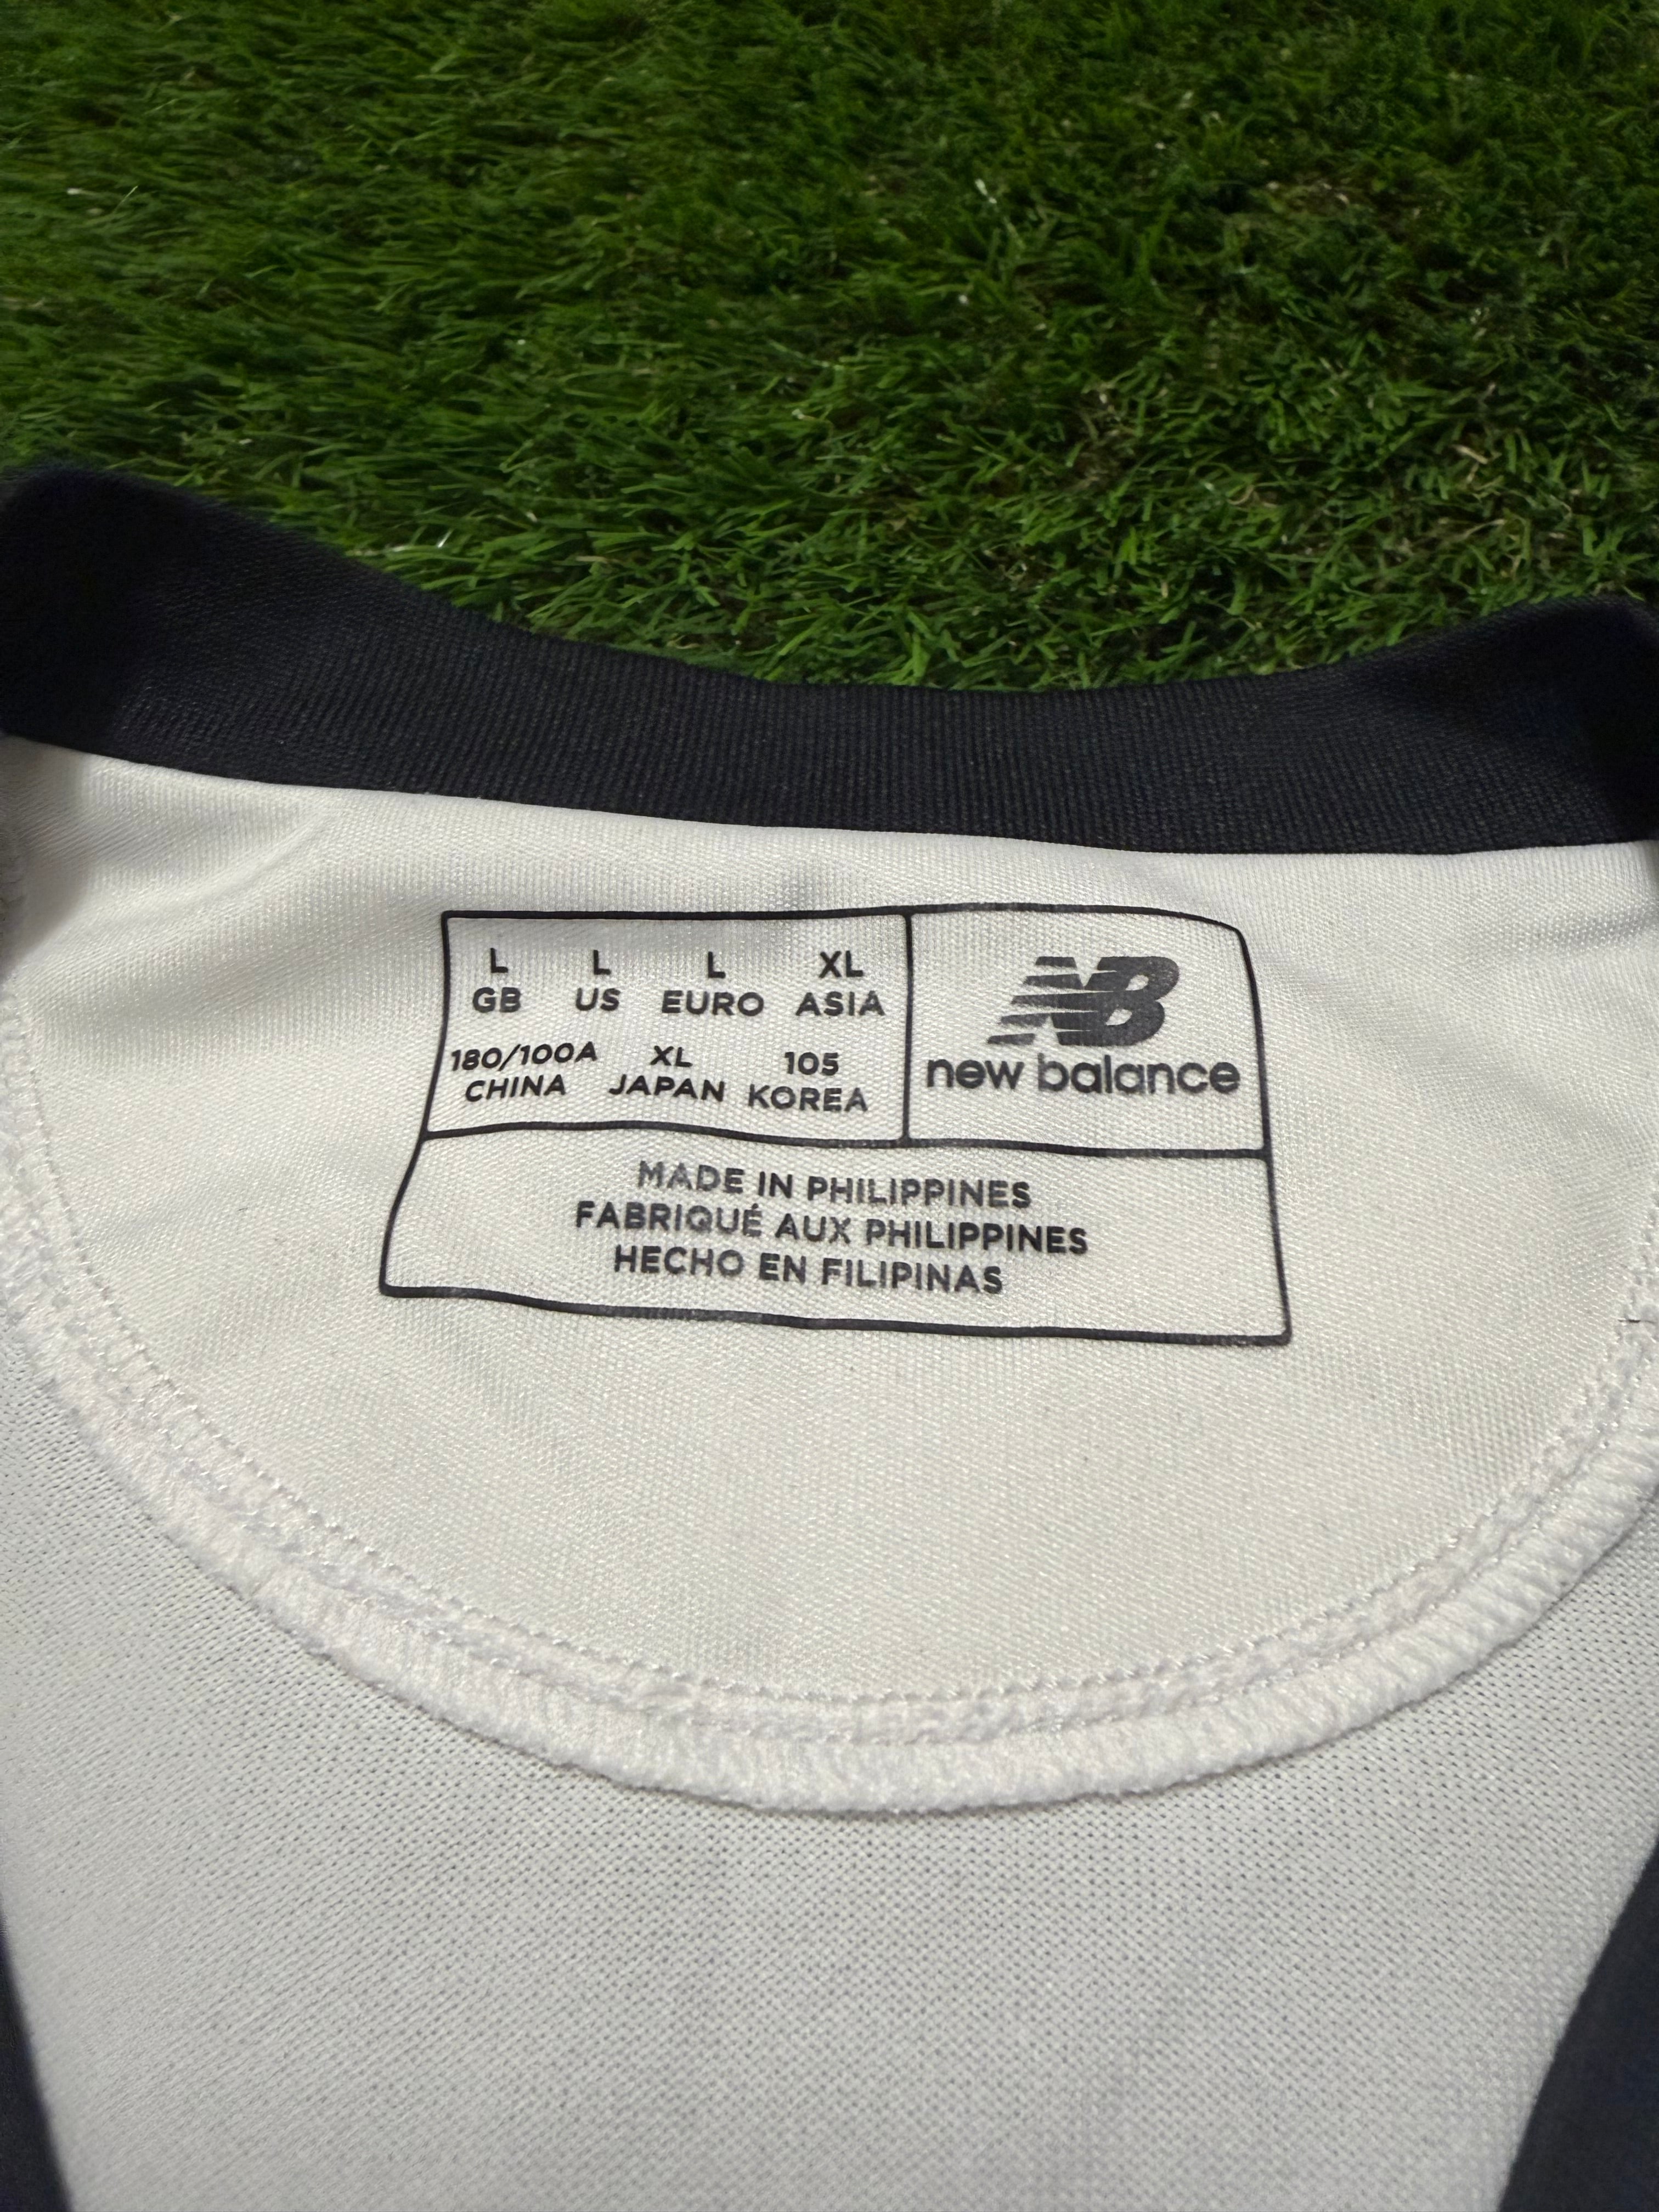 L L L XL
GB US EURO ASIA
180/100A XL 105
CHINA JAPAN KOREA
NB
new balance
MADE IN PHILIPPINES
FABRIQUÉ AUX PHILIPPINES
HECHO EN FILIPINAS